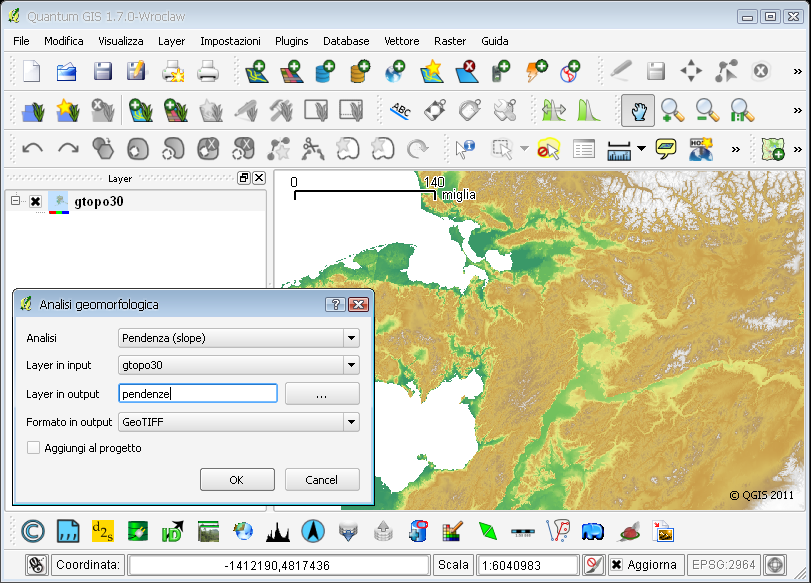 Quantum GIS 1.7.0-Wroclaw
File Modifica Visualizza Layer Impostazioni Plugins Database Vettore Raster Guida
ABC
Layer
gtopo30
0 140
miglia
Analisi geomorfologica
Analisi Pendenza (slope)
Layer in input gtopo30
Layer in output pendenze ...
Formato in output GeoTIFF
Aggiungi al progetto
OK Cancel
© QGIS 2011
d2s
Coordinata: -1412190,4817436 Scala 1:6040983 Aggiorna EPSG:2964